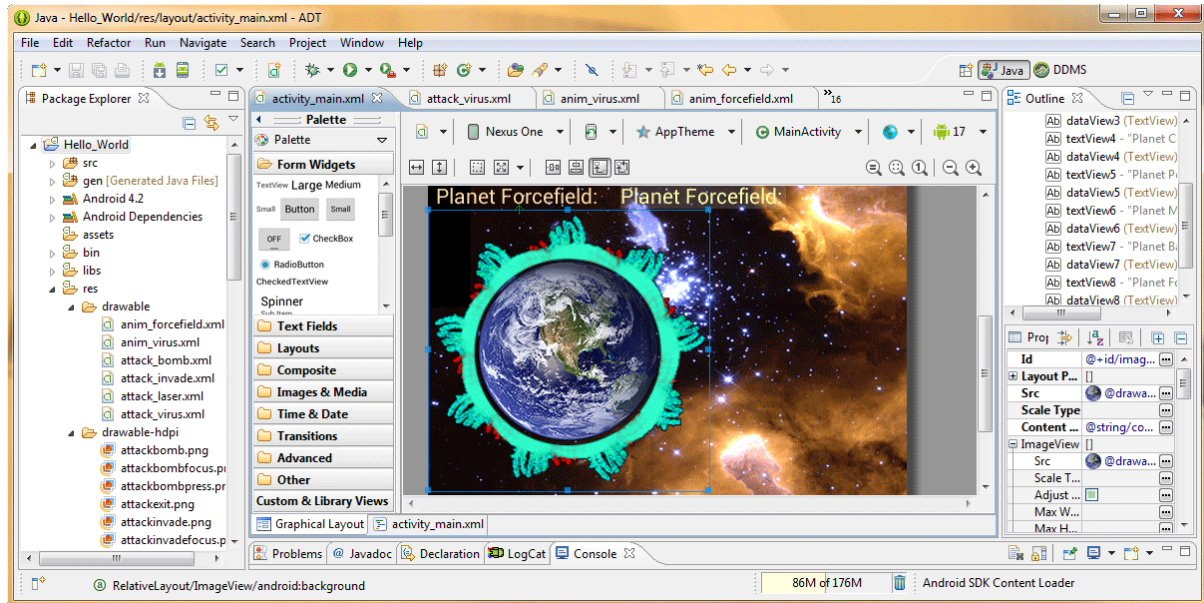 Java - Hello_World/res/layout/activity_main.xml - ADT
File Edit Refactor Run Navigate Search Project Window Help
Java DDMS
Package Explorer
Hello_World
src
gen [Generated Java Files]
Android 4.2
Android Dependencies
assets
bin
libs
res
drawable
anim_forcefield.xml
anim_virus.xml
attack_bomb.xml
attack_invade.xml
attack_laser.xml
attack_virus.xml
drawable-hdpi
attackbomb.png
attackbombfocus.pr
attackbombpress.pr
attackexit.png
attackinvade.png
attackinvadefocus.p
activity_main.xml attack_virus.xml anim_virus.xml anim_forcefield.xml »16
Palette
Palette
Form Widgets
TextView Large Medium
Small Button Small
OFF CheckBox
RadioButton
CheckedTextView
Spinner
Sub Item
Text Fields
Layouts
Composite
Images & Media
Time & Date
Transitions
Advanced
Other
Custom & Library Views
Nexus One AppTheme MainActivity 17
Planet Forcefield: Planet Forcefield:
Graphical Layout activity_main.xml
Outline
dataView3 (TextView)
textView4 - "Planet C
dataView4 (TextView)
textView5 - "Planet P
dataView5 (TextView)
textView6 - "Planet M
dataView6 (TextView)
textView7 - "Planet B
dataView7 (TextView)
textView8 - "Planet F
dataView8 (TextView)
Prop
Id @+id/imag...
Layout P... []
Src @drawa...
Scale Type
Content ... @string/co...
ImageView []
Src @drawa...
Scale T...
Adjust ...
Max W...
Max H...
Problems @ Javadoc Declaration LogCat Console
RelativeLayout/ImageView/android:background
86M of 176M
Android SDK Content Loader